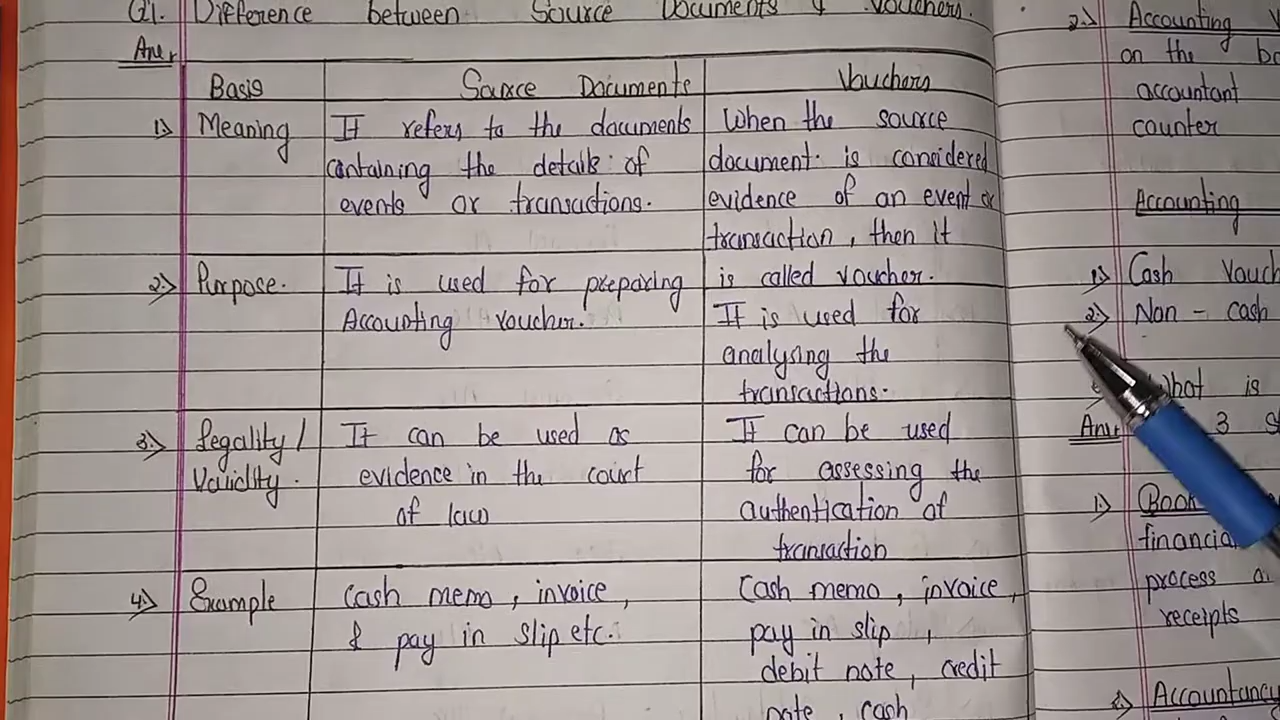 Q1. Difference between Source Documents & Vouchers.
Ans,
Basis
Source Documents
Vouchers
1) Meaning
It refers to the documents
containing the details of
events or transactions.
When the source
document is considered
evidence of an event or
transaction, then it
is called voucher.
2) Purpose.
It is used for preparing
Accounting voucher.
It is used for
analysing the
transactions.
3) Legality/
Validity.
It can be used as
evidence in the court
of law
It can be used
for assessing the
authentication of
transaction
4) Example
Cash memo, invoice,
& pay in slip etc.
Cash memo, invoice,
pay in slip,
debit note, credit
note, cash
2) Accounting
on the
accountant
counter
Accounting
1) Cash
2) Non - cash
What is
Ans 3
1) Book
process
receipts
2) Accountancy